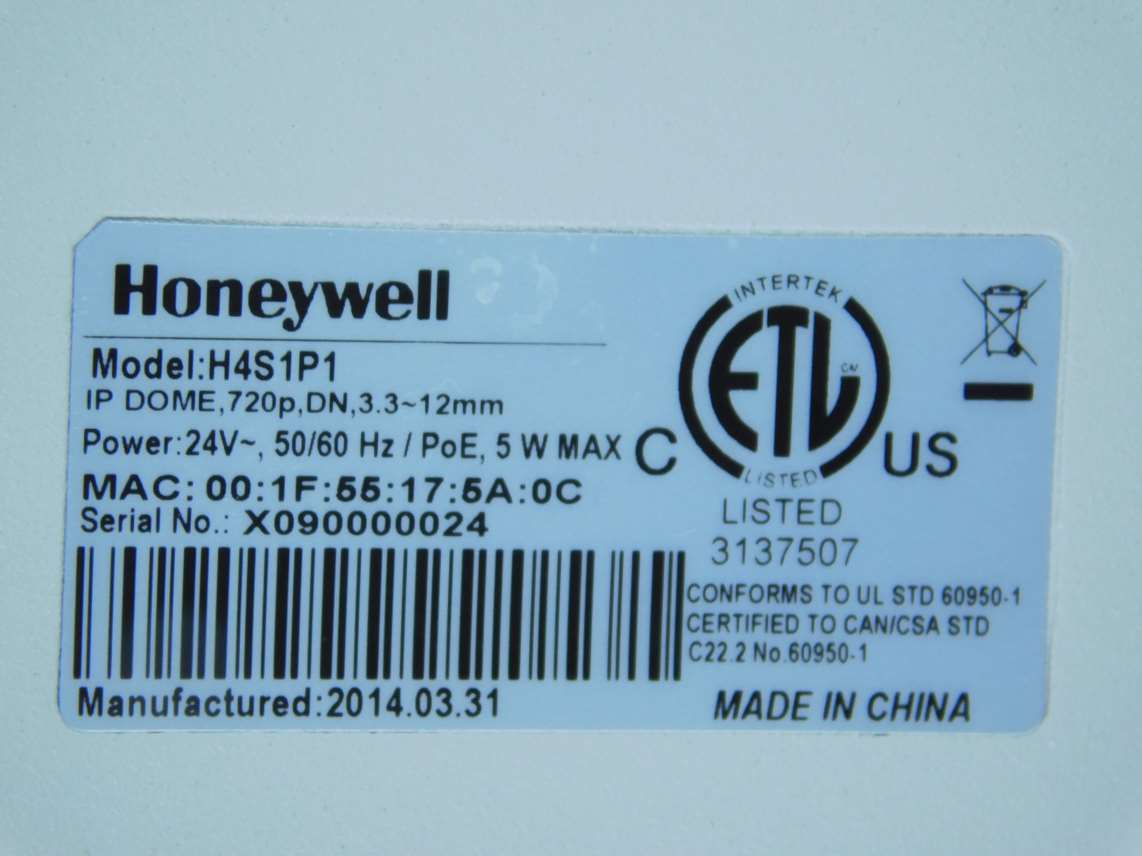 Honeywell
Model:H4S1P1
IP DOME,720p,DN,3.3~12mm
Power:24V~, 50/60 Hz / PoE, 5 W MAX
MAC: 00:1F:55:17:5A:0C
Serial No.: X090000024
Manufactured:2014.03.31
INTERTEK
ETL
CM
LISTED
C US
LISTED
3137507
CONFORMS TO UL STD 60950-1
CERTIFIED TO CAN/CSA STD
C22.2 No.60950-1
MADE IN CHINA